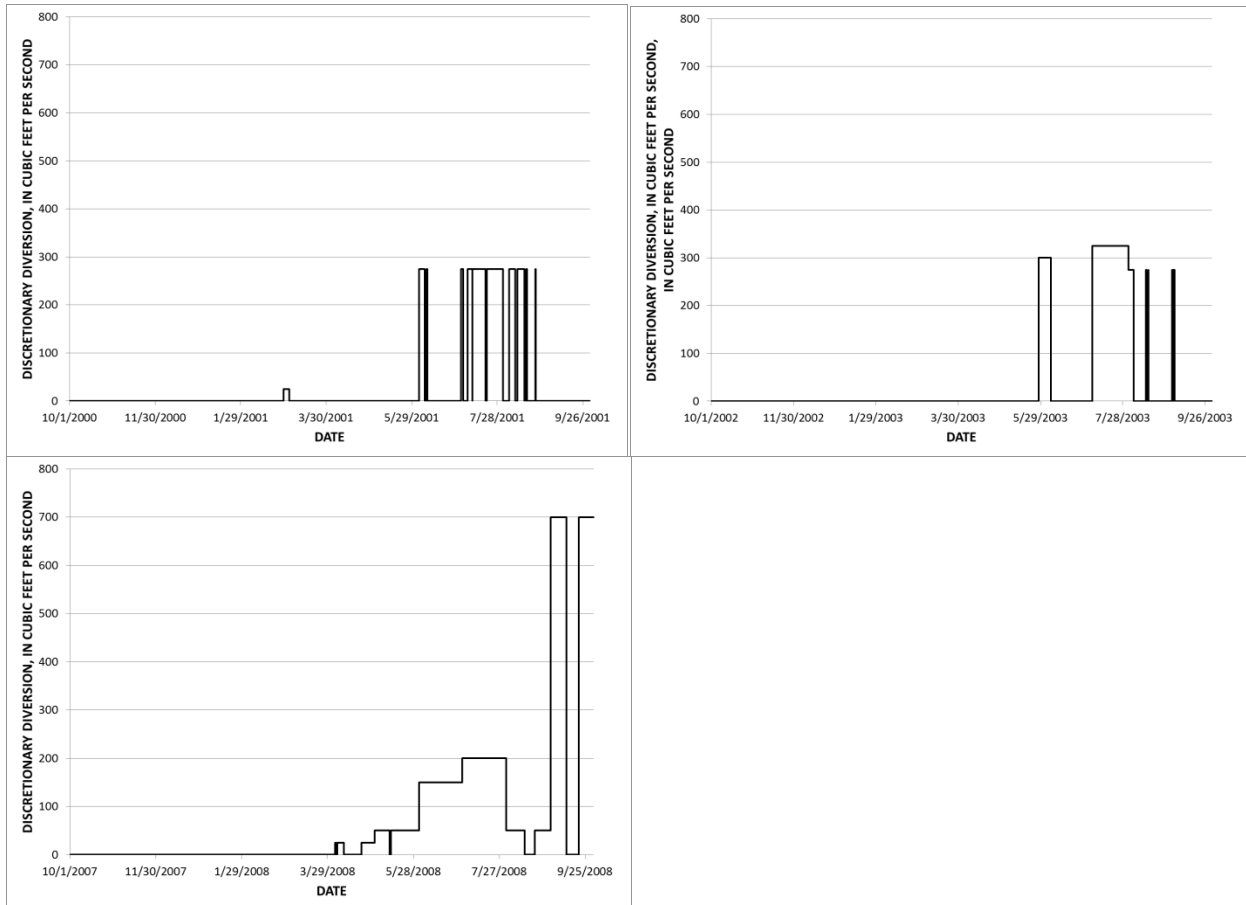 DISCRETIONARY DIVERSION, IN CUBIC FEET PER SECOND
800
700
600
500
400
300
200
100
0
10/1/2000 11/30/2000 1/29/2001 3/30/2001 5/29/2001 7/28/2001 9/26/2001
DATE
DISCRETIONARY DIVERSION, IN CUBIC FEET PER SECOND,
IN CUBIC FEET PER SECOND
800
700
600
500
400
300
200
100
0
10/1/2002 11/30/2002 1/29/2003 3/30/2003 5/29/2003 7/28/2003 9/26/2003
DATE
DISCRETIONARY DIVERSION, IN CUBIC FEET PER SECOND
800
700
600
500
400
300
200
100
0
10/1/2007 11/30/2007 1/29/2008 3/29/2008 5/28/2008 7/27/2008 9/25/2008
DATE